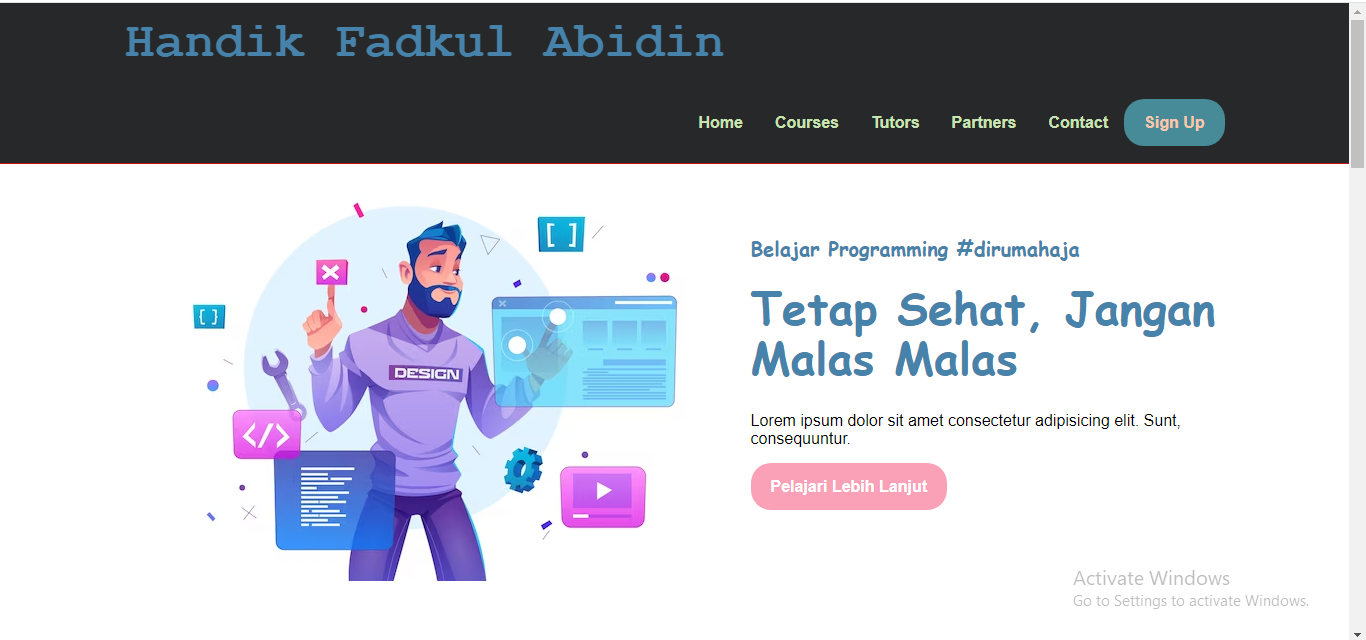 Handik Fadkul Abidin
Home Courses Tutors Partners Contact Sign Up
[ ]
{ }
DESIGN
</>
Belajar Programming #dirumahaja
Tetap Sehat, Jangan
Malas Malas
Lorem ipsum dolor sit amet consectetur adipisicing elit. Sunt,
consequuntur.
Pelajari Lebih Lanjut
Activate Windows
Go to Settings to activate Windows.